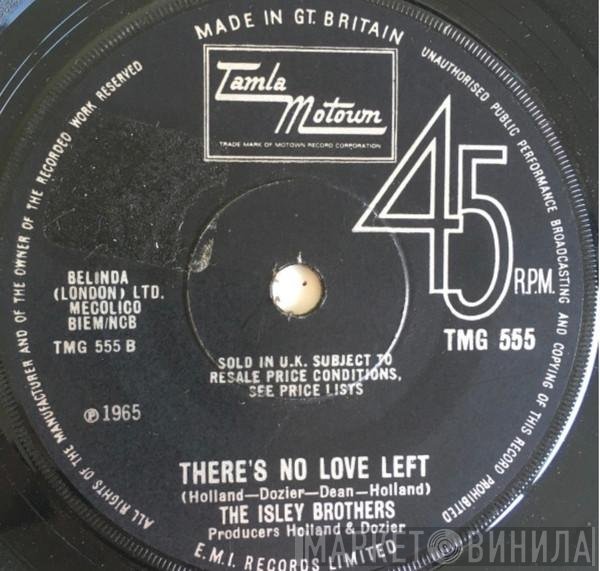 MADE IN GT. BRITAIN
UNAUTHORISED PUBLIC PERFORMANCE BROADCASTING AND COPYING OF THIS RECORD PROHIBITED
ALL RIGHTS OF THE MANUFACTURER AND OF THE OWNER OF THE RECORDED WORK RESERVED
Tamla
Motown
TRADE MARK OF MOTOWN RECORD CORPORATION
45
R.P.M.
TMG 555
BELINDA
(LONDON) LTD.
MECOLICO
BIEM/NCB
TMG 555 B
SOLD IN U.K. SUBJECT TO
RESALE PRICE CONDITIONS,
SEE PRICE LISTS
℗ 1965
THERE'S NO LOVE LEFT
(Holland—Dozier—Dean—Holland)
THE ISLEY BROTHERS
Producers Holland & Dozier
E.M.I. RECORDS LIMITED
МАРКЕТ ВИНИЛА